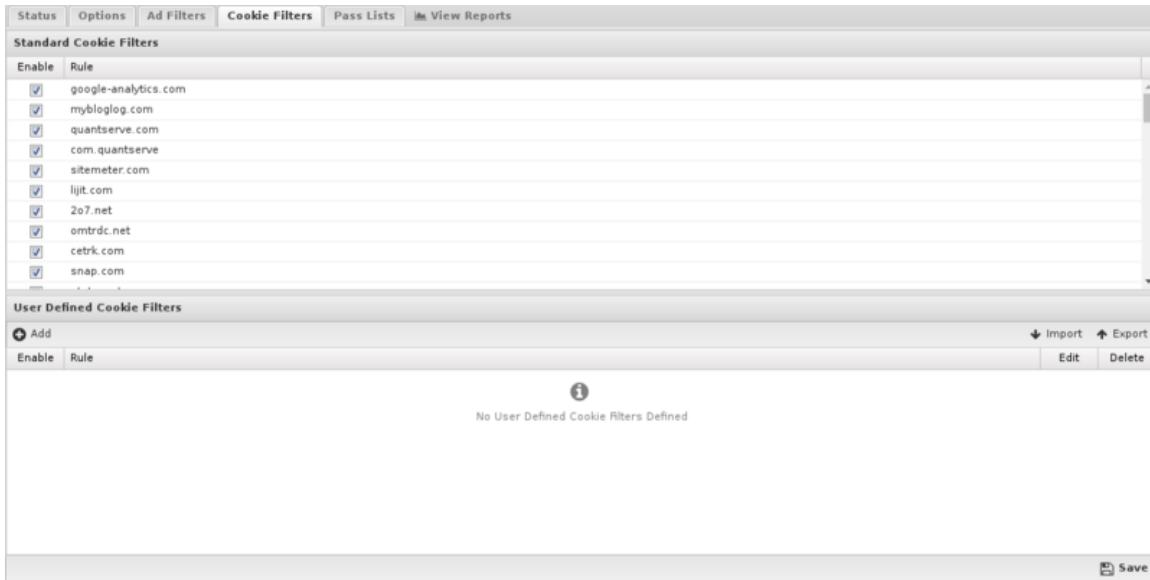 Status Options Ad Filters Cookie Filters Pass Lists View Reports
Standard Cookie Filters
Enable Rule
google-analytics.com
mybloglog.com
quantserve.com
com.quantserve
sitemeter.com
lijit.com
2o7.net
omtrdc.net
cetrk.com
snap.com
User Defined Cookie Filters
Add Import Export
Enable Rule Edit Delete
No User Defined Cookie Filters Defined
Save